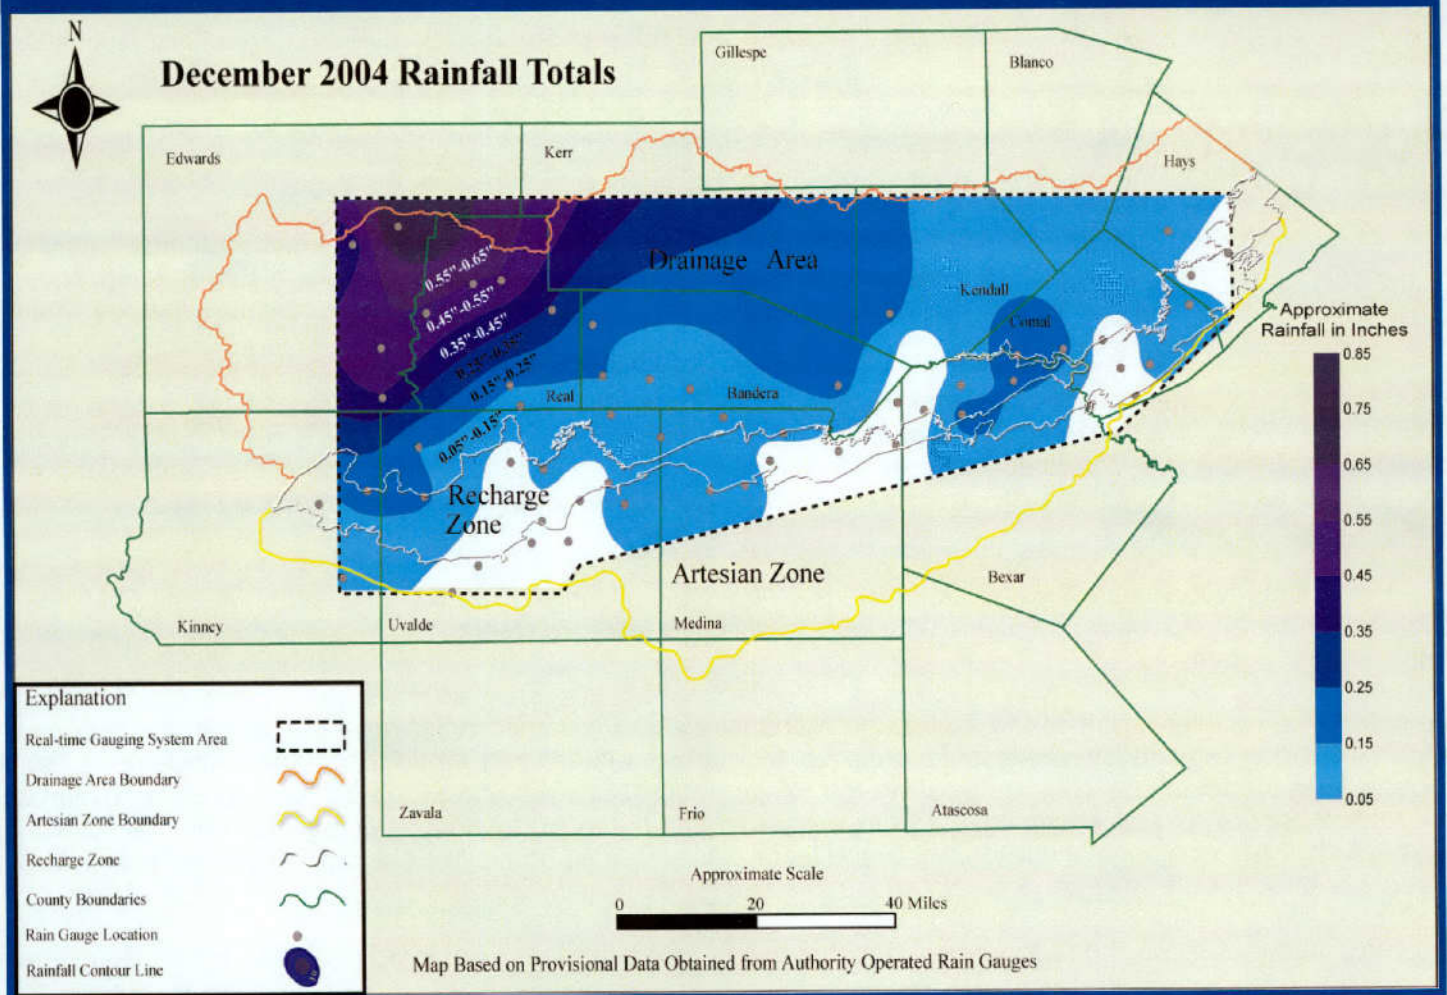 N
December 2004 Rainfall Totals
Gillespe
Blanco
Edwards
Kerr
Hays
Drainage Area
0.55"-0.65"
0.45"-0.55"
0.35"-0.45"
0.25"-0.35"
0.15"-0.25"
0.05"-0.15"
Kendall
Comal
Real
Bandera
Recharge
Zone
Artesian Zone
Bexar
Kinney
Uvalde
Medina
Zavala
Frio
Atascosa
Approximate
Rainfall in Inches
0.85
0.75
0.65
0.55
0.45
0.35
0.25
0.15
0.05
Explanation
Real-time Gauging System Area
Drainage Area Boundary
Artesian Zone Boundary
Recharge Zone
County Boundaries
Rain Gauge Location
Rainfall Contour Line
Approximate Scale
0 20 40 Miles
Map Based on Provisional Data Obtained from Authority Operated Rain Gauges